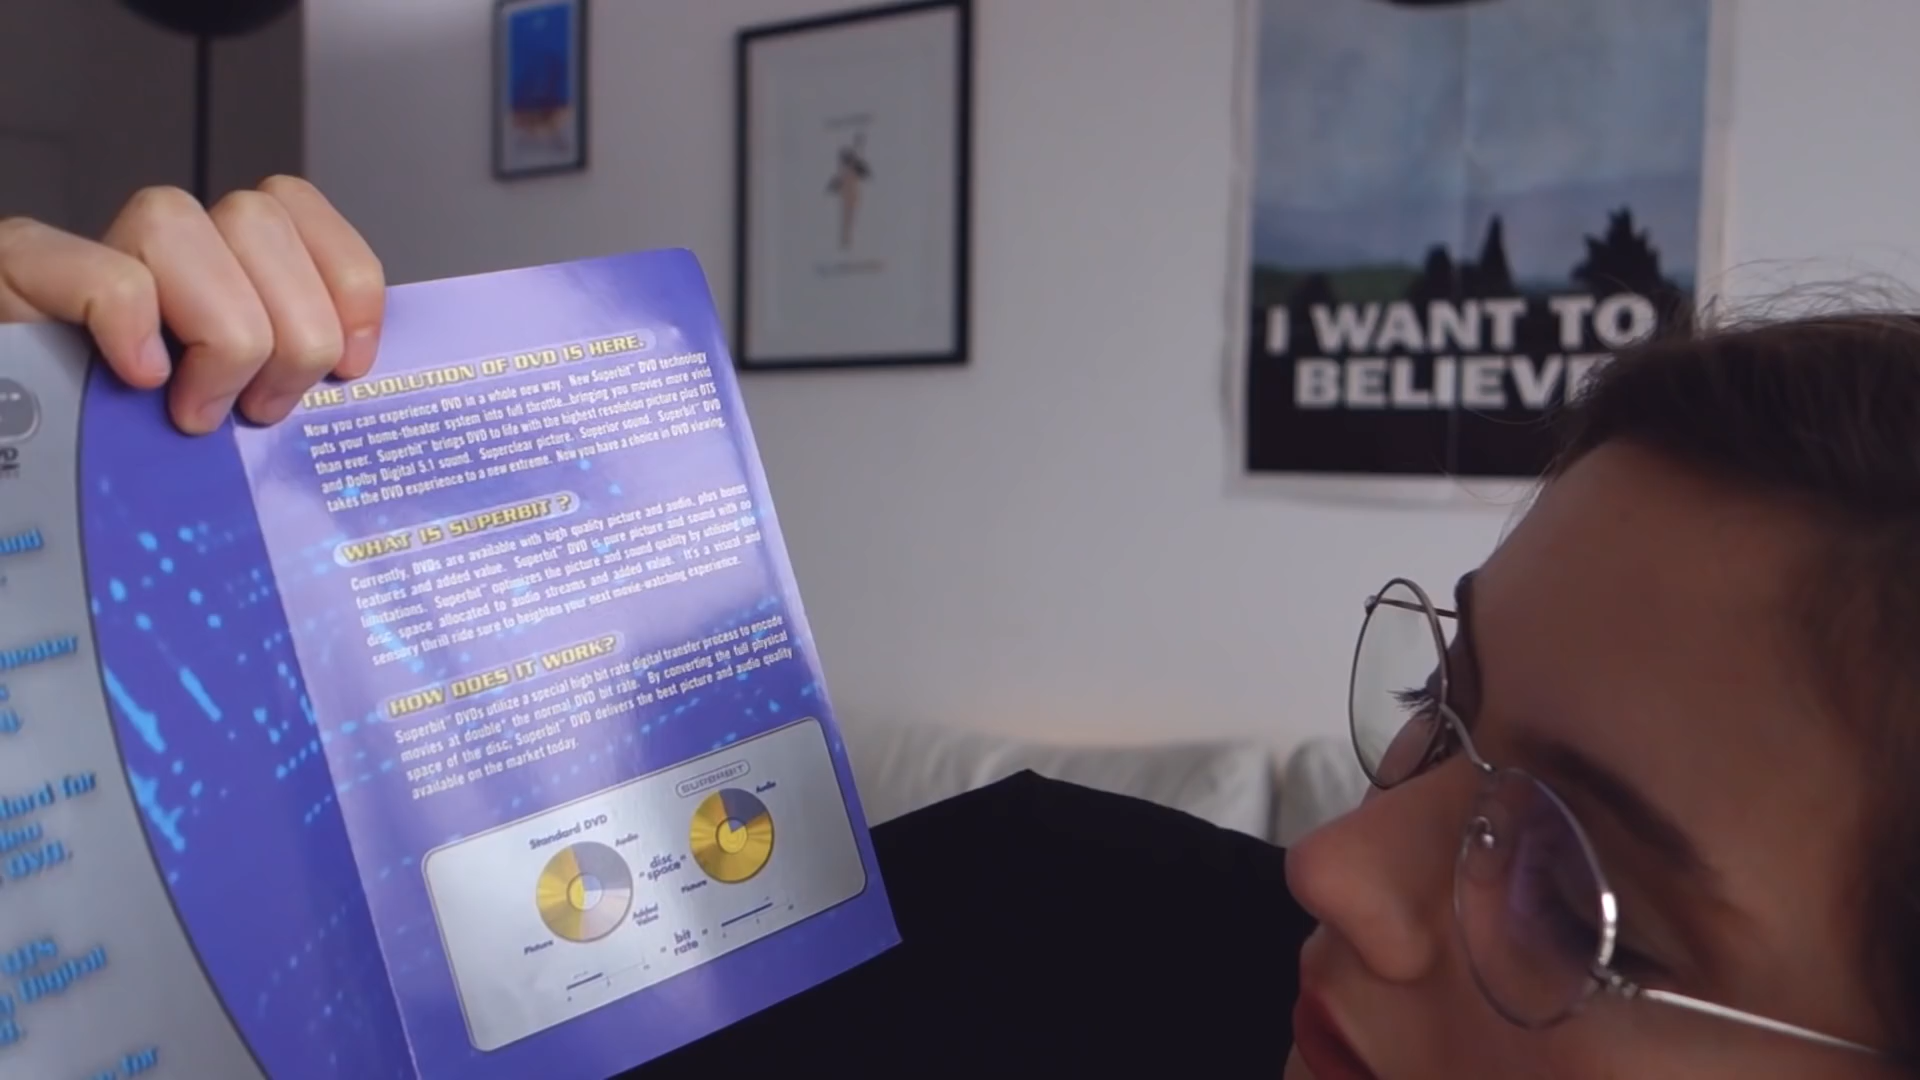 THE EVOLUTION OF DVD IS HERE.
Now you can experience DVD in a whole new way. New Superbit™ DVD technology
puts your home-theater system into full throttle...bringing you movies more vivid
than ever. Superbit™ brings DVD to life with the highest resolution picture plus DTS
and Dolby Digital 5.1 sound. Superclear picture. Superior sound. Superbit™ DVD
takes the DVD experience to a new extreme. Now you have a choice in DVD viewing.
WHAT IS SUPERBIT?
Currently, DVDs are available with high quality picture and audio, plus bonus
features and added value. Superbit™ DVD is pure picture and sound with no
limitations. Superbit™ optimizes the picture and sound quality by utilizing the
disc space allocated to audio streams and added value. It's a visual and
sensory thrill ride sure to heighten your next movie-watching experience.
HOW DOES IT WORK?
Superbit™ DVDs utilize a special high bit rate digital transfer process to encode
movies at double* the normal DVD bit rate. By converting the full physical
space of the disc, Superbit™ DVD delivers the best picture and audio quality
available on the market today.
SUPERBIT
Standard DVD
Audio
Audio
"disc space"
Picture
Picture
Added Value
"bit rate"
Digital
for
DVD.
DTS
for
I WANT TO
BELIEVE